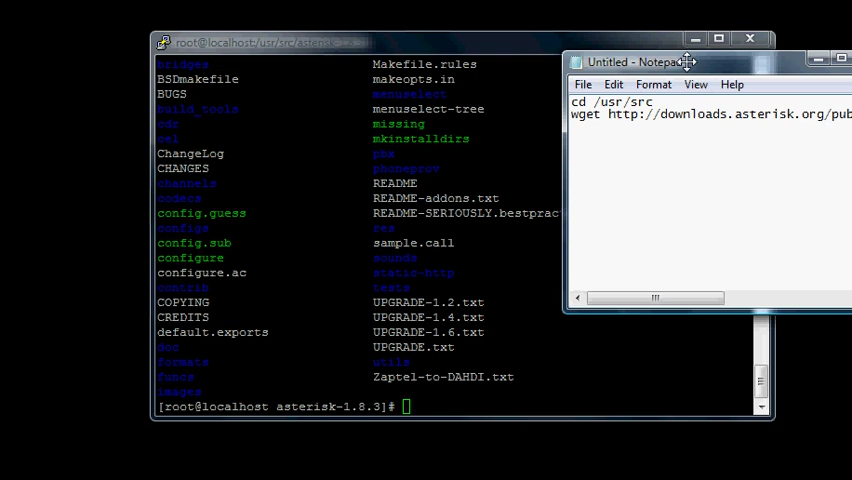 root@localhost:/usr/src/asterisk-1.8.3
bridges Makefile.rules
BSDmakefile makeopts.in
BUGS menuselect
build_tools menuselect-tree
cdr missing
cel mkinstalldirs
ChangeLog pbx
CHANGES phoneprov
channels README
codecs README-addons.txt
config.guess README-SERIOUSLY.bestpract
configs res
config.sub sample.call
configure sounds
configure.ac static-http
contrib tests
COPYING UPGRADE-1.2.txt
CREDITS UPGRADE-1.4.txt
default.exports UPGRADE-1.6.txt
doc UPGRADE.txt
formats utils
funcs Zaptel-to-DAHDI.txt
images
[root@localhost asterisk-1.8.3]#
Untitled - Notepad
File Edit Format View Help
cd /usr/src
wget http://downloads.asterisk.org/pub